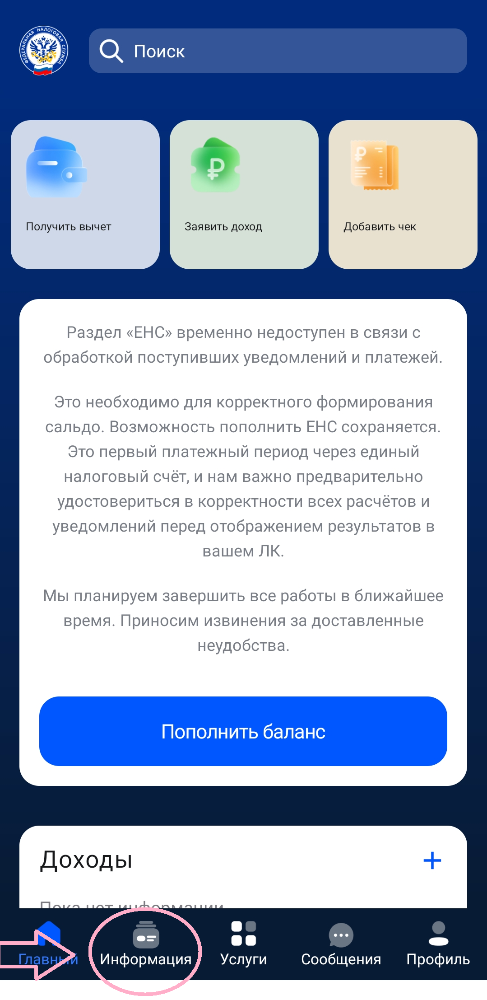 ФЕДЕРАЛЬНАЯ НАЛОГОВАЯ СЛУЖБА
Поиск
Получить вычет
Заявить доход
Добавить чек
Раздел «ЕНС» временно недоступен в связи с
обработкой поступивших уведомлений и платежей.
Это необходимо для корректного формирования
сальдо. Возможность пополнить ЕНС сохраняется.
Это первый платежный период через единый
налоговый счёт, и нам важно предварительно
удостовериться в корректности всех расчётов и
уведомлений перед отображением результатов в
вашем ЛК.
Мы планируем завершить все работы в ближайшее
время. Приносим извинения за доставленные
неудобства.
Пополнить баланс
Доходы
Пока нет информации
Главный
Информация
Услуги
Сообщения
Профиль